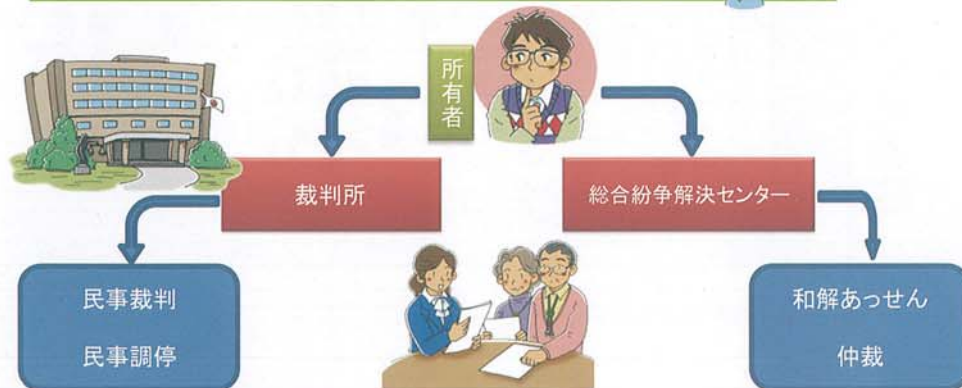 所有者
裁判所
総合紛争解決センター
民事裁判
民事調停
和解あっせん
仲裁